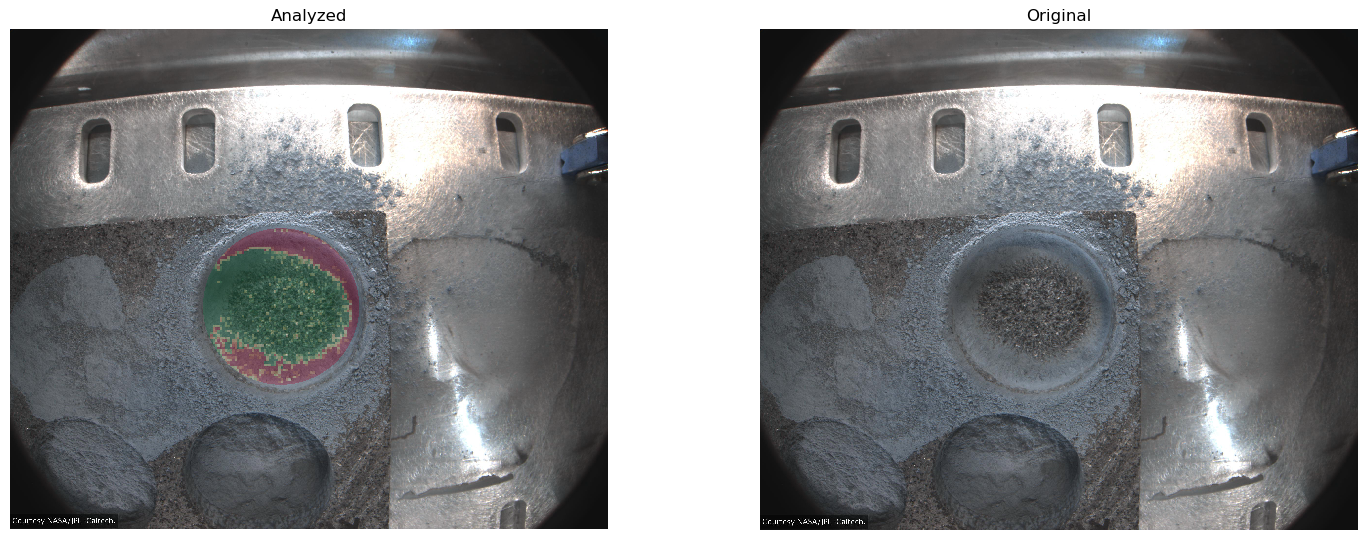 Analyzed
Original
Courtesy NASA/JPL-Caltech.
Courtesy NASA/JPL-Caltech.